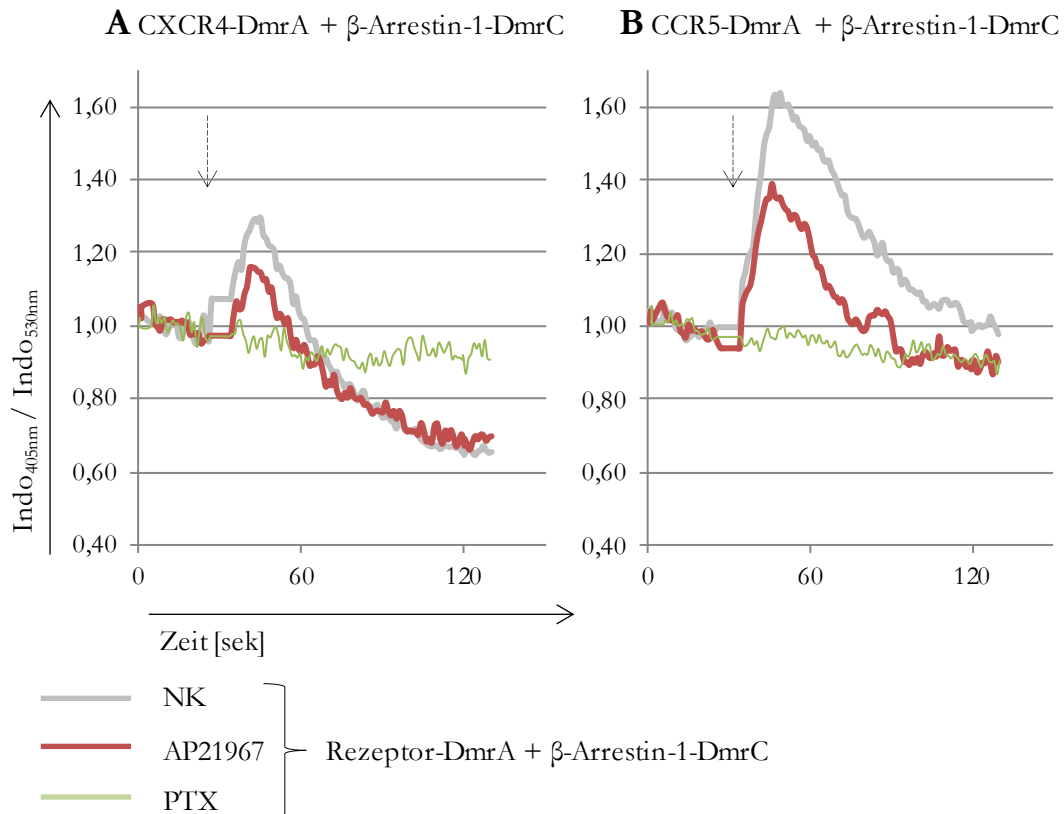 A CXCR4-DmrA + β-Arrestin-1-DmrC
B CCR5-DmrA + β-Arrestin-1-DmrC
Indo405nm / Indo530nm
1,60
1,40
1,20
1,00
0,80
0,60
0,40
0
60
120
1,60
1,40
1,20
1,00
0,80
0,60
0,40
0
60
120
Zeit [sek]
NK
AP21967
PTX
Rezeptor-DmrA + β-Arrestin-1-DmrC